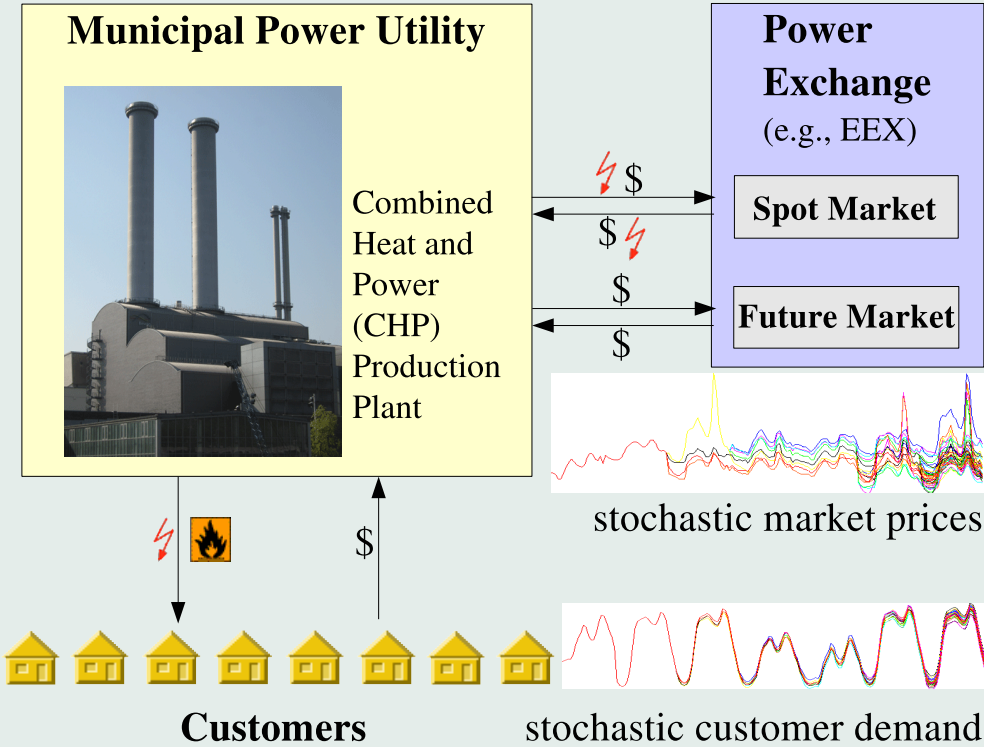 Municipal Power Utility
Combined
Heat and
Power
(CHP)
Production
Plant
Power
Exchange
(e.g., EEX)
$
Spot Market
$
$
Future Market
$
stochastic market prices
$
Customers
stochastic customer demand